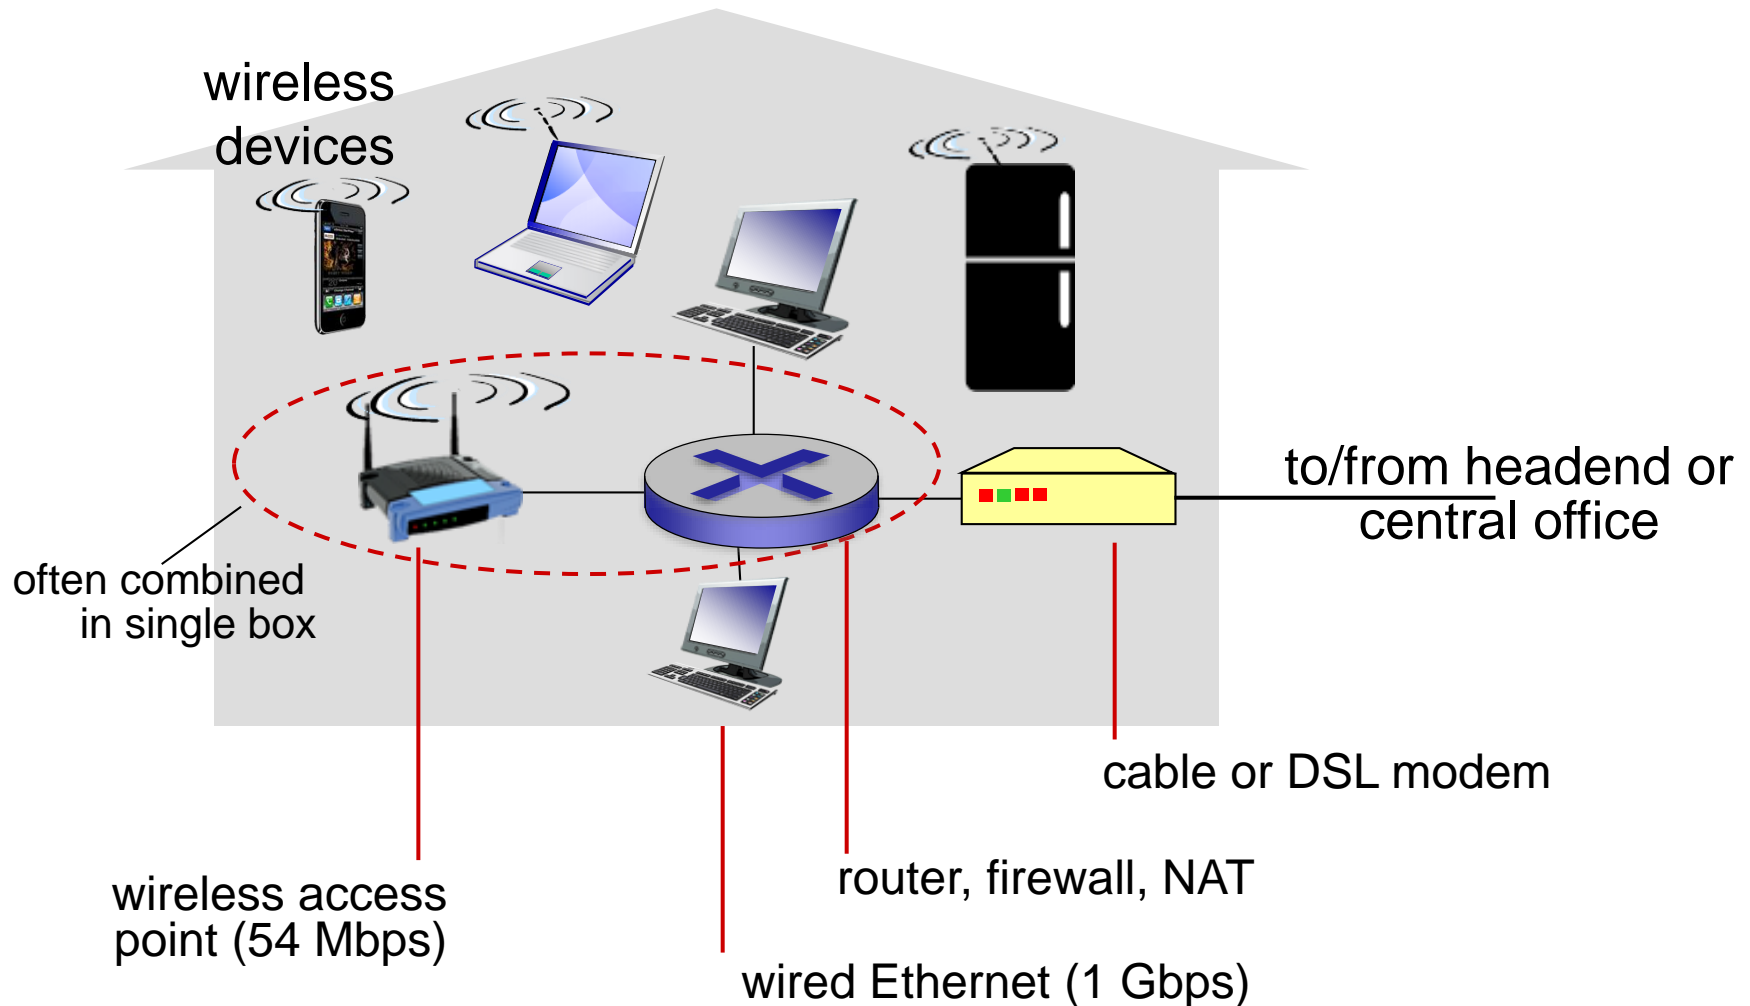 wireless
devices
to/from headend or
central office
often combined
in single box
cable or DSL modem
router, firewall, NAT
wireless access
point (54 Mbps)
wired Ethernet (1 Gbps)